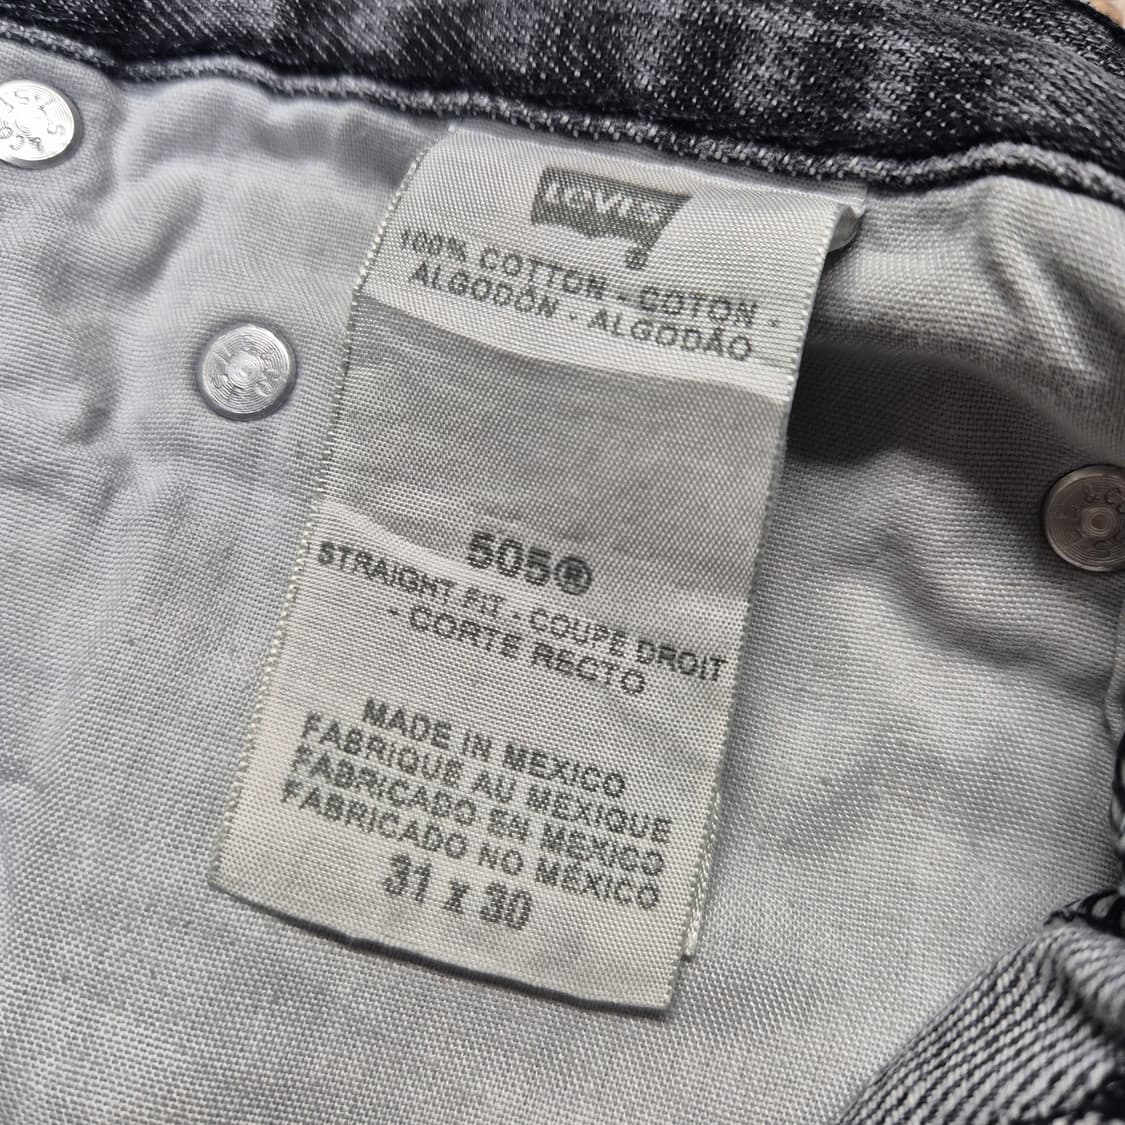 LEVI'S
®
100% COTTON - COTON -
ALGODÓN - ALGODÃO
505®
STRAIGHT FIT - COUPE DROIT
- CORTE RECTO
MADE IN MEXICO
FABRIQUE AU MEXIQUE
FABRICADO EN MEXICO
FABRICADO NO MÉXICO
31 x 30